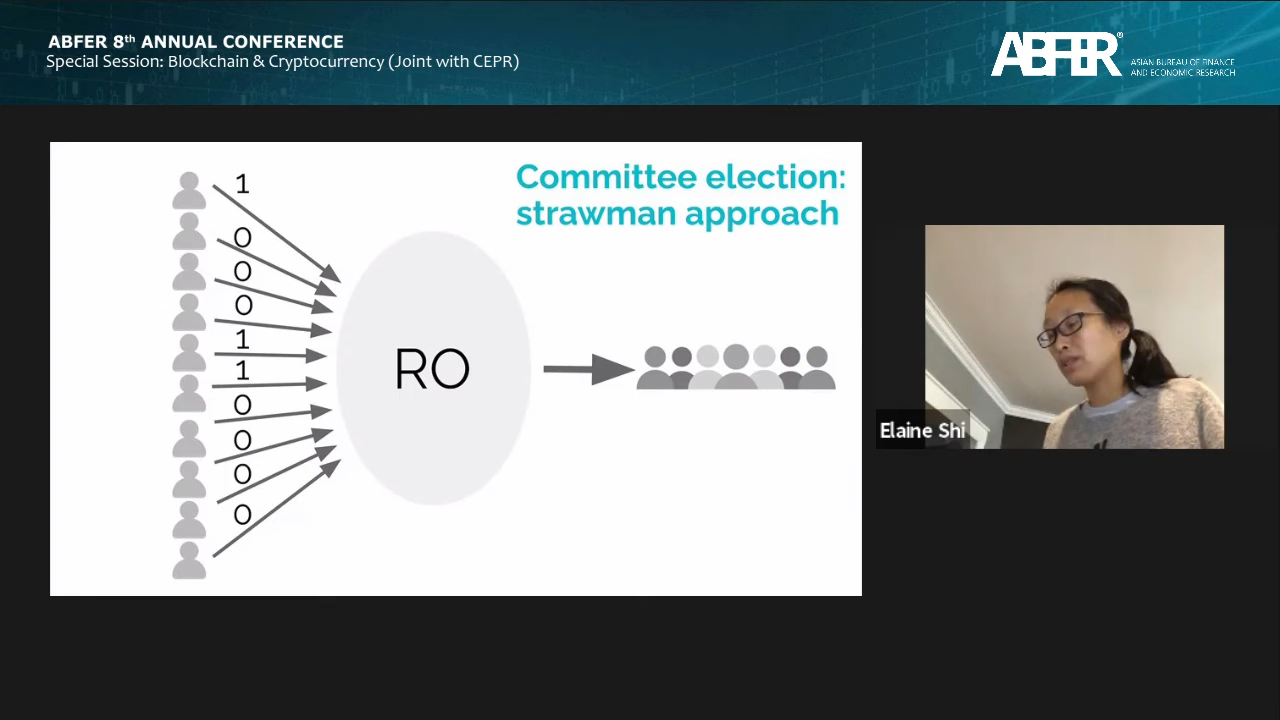 ABFER 8th ANNUAL CONFERENCE
Special Session: Blockchain & Cryptocurrency (Joint with CEPR)
ABFER®
ASIAN BUREAU OF FINANCE
AND ECONOMIC RESEARCH
Committee election:
strawman approach
1
0
0
0
1
1
0
0
0
0
RO
Elaine Shi